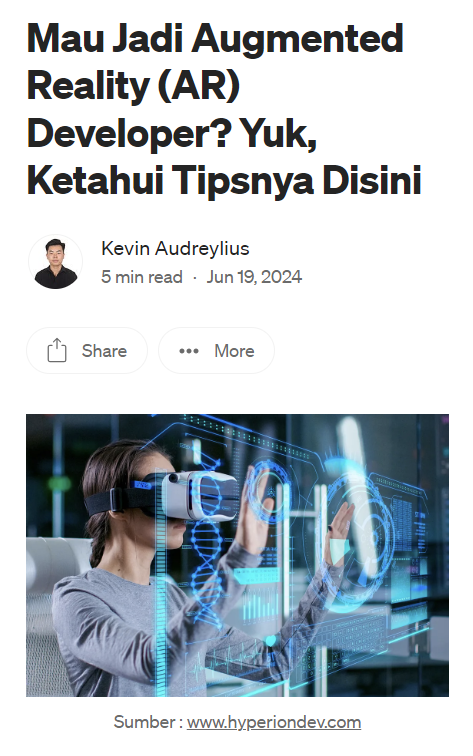 Mau Jadi Augmented
Reality (AR)
Developer? Yuk,
Ketahui Tipsnya Disini
Kevin Audreylius
5 min read · Jun 19, 2024
Share
More
Sumber : www.hyperiondev.com